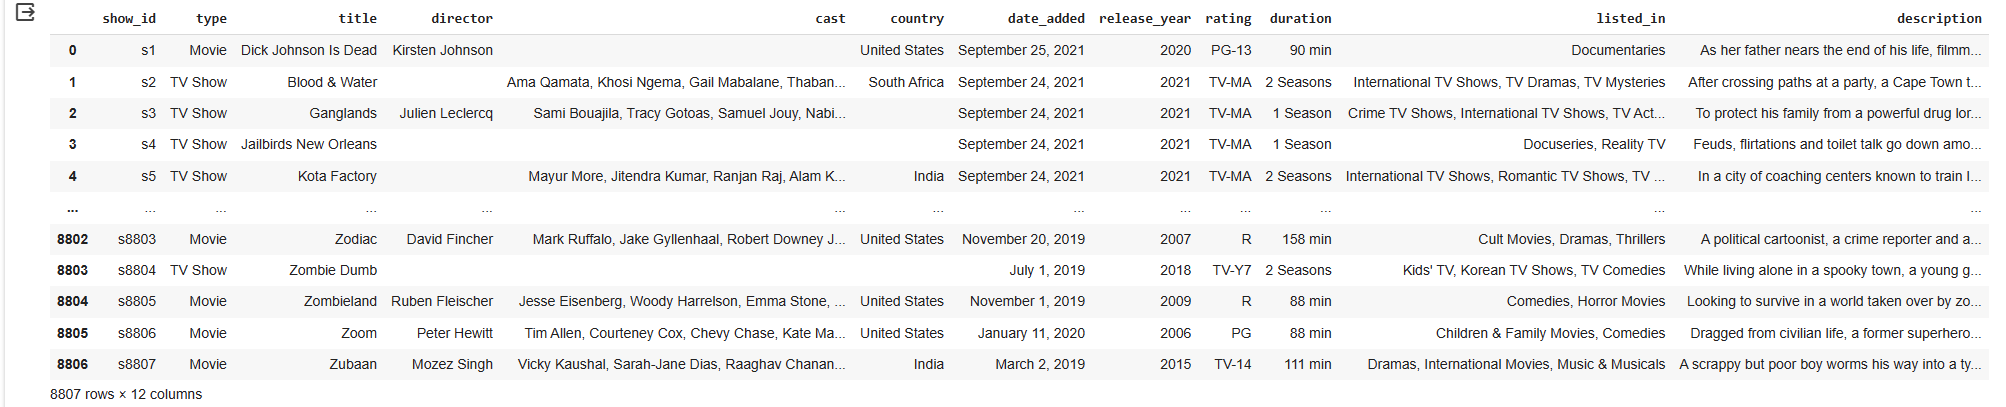 show_id type title director cast country date_added release_year rating duration listed_in description
0 s1 Movie Dick Johnson Is Dead Kirsten Johnson United States September 25, 2021 2020 PG-13 90 min Documentaries As her father nears the end of his life, filmm...
1 s2 TV Show Blood & Water Ama Qamata, Khosi Ngema, Gail Mabalane, Thaban... South Africa September 24, 2021 2021 TV-MA 2 Seasons International TV Shows, TV Dramas, TV Mysteries After crossing paths at a party, a Cape Town t...
2 s3 TV Show Ganglands Julien Leclercq Sami Bouajila, Tracy Gotoas, Samuel Jouy, Nabi... September 24, 2021 2021 TV-MA 1 Season Crime TV Shows, International TV Shows, TV Act... To protect his family from a powerful drug lor...
3 s4 TV Show Jailbirds New Orleans September 24, 2021 2021 TV-MA 1 Season Docuseries, Reality TV Feuds, flirtations and toilet talk go down amo...
4 s5 TV Show Kota Factory Mayur More, Jitendra Kumar, Ranjan Raj, Alam K... India September 24, 2021 2021 TV-MA 2 Seasons International TV Shows, Romantic TV Shows, TV ... In a city of coaching centers known to train I...
... ... ... ... ... ... ... ... ... ... ... ... ...
8802 s8803 Movie Zodiac David Fincher Mark Ruffalo, Jake Gyllenhaal, Robert Downey J... United States November 20, 2019 2007 R 158 min Cult Movies, Dramas, Thrillers A political cartoonist, a crime reporter and a...
8803 s8804 TV Show Zombie Dumb July 1, 2019 2018 TV-Y7 2 Seasons Kids' TV, Korean TV Shows, TV Comedies While living alone in a spooky town, a young g...
8804 s8805 Movie Zombieland Ruben Fleischer Jesse Eisenberg, Woody Harrelson, Emma Stone, ... United States November 1, 2019 2009 R 88 min Comedies, Horror Movies Looking to survive in a world taken over by zo...
8805 s8806 Movie Zoom Peter Hewitt Tim Allen, Courteney Cox, Chevy Chase, Kate Ma... United States January 11, 2020 2006 PG 88 min Children & Family Movies, Comedies Dragged from civilian life, a former superhero...
8806 s8807 Movie Zubaan Mozez Singh Vicky Kaushal, Sarah-Jane Dias, Raaghav Chanan... India March 2, 2019 2015 TV-14 111 min Dramas, International Movies, Music & Musicals A scrappy but poor boy worms his way into a ty...
8807 rows × 12 columns